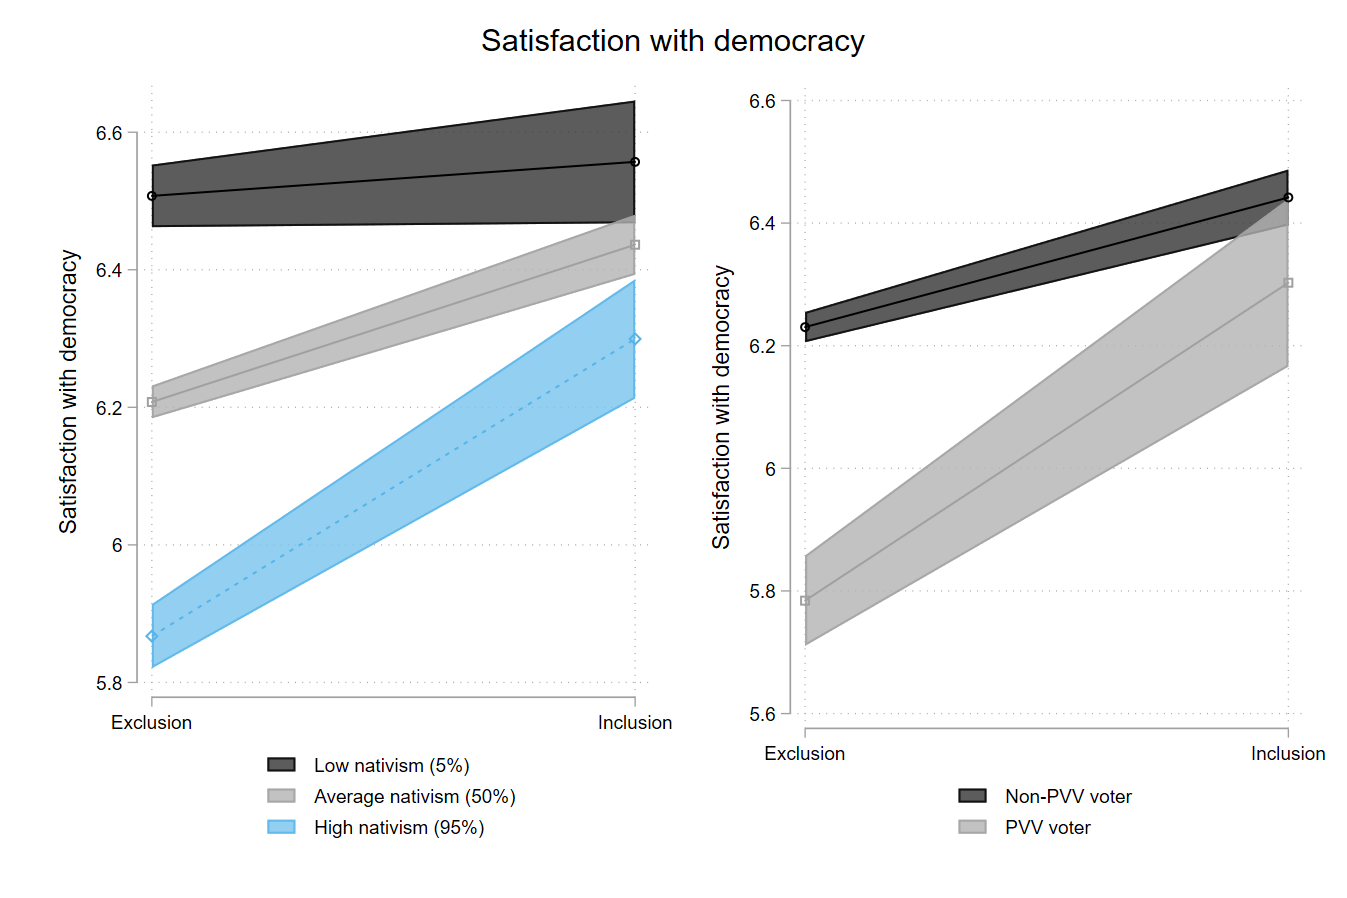 Satisfaction with democracy
Satisfaction with democracy
6.6
6.4
6.2
6
5.8
Exclusion
Inclusion
Low nativism (5%)
Average nativism (50%)
High nativism (95%)
Satisfaction with democracy
6.6
6.4
6.2
6
5.8
5.6
Exclusion
Inclusion
Non-PVV voter
PVV voter